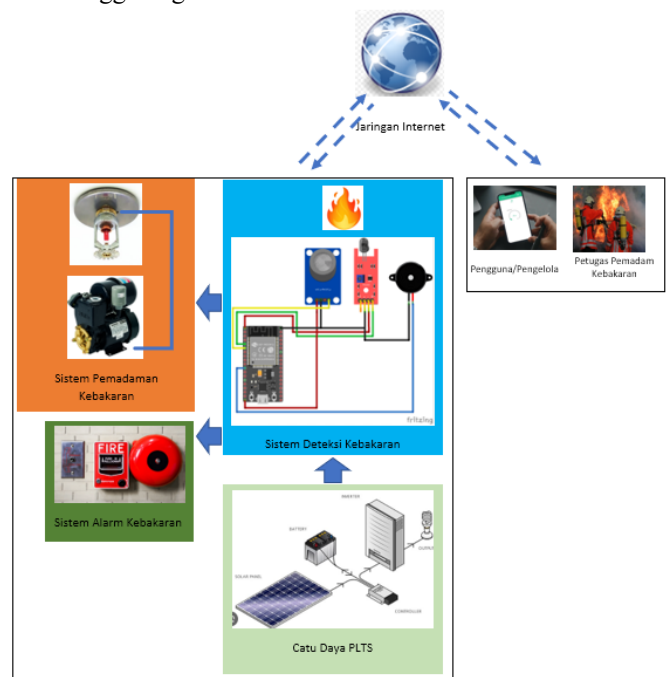 Jaringan Internet
Pengguna/Pengelola
Petugas Pemadam
Kebakaran
Sistem Pemadaman
Kebakaran
fritzing
Sistem Deteksi Kebakaran
FIRE
Sistem Alarm Kebakaran
INVERTER
BATTERY
OUTPUT
SOLAR PANEL
CONTROLLER
Catu Daya PLTS